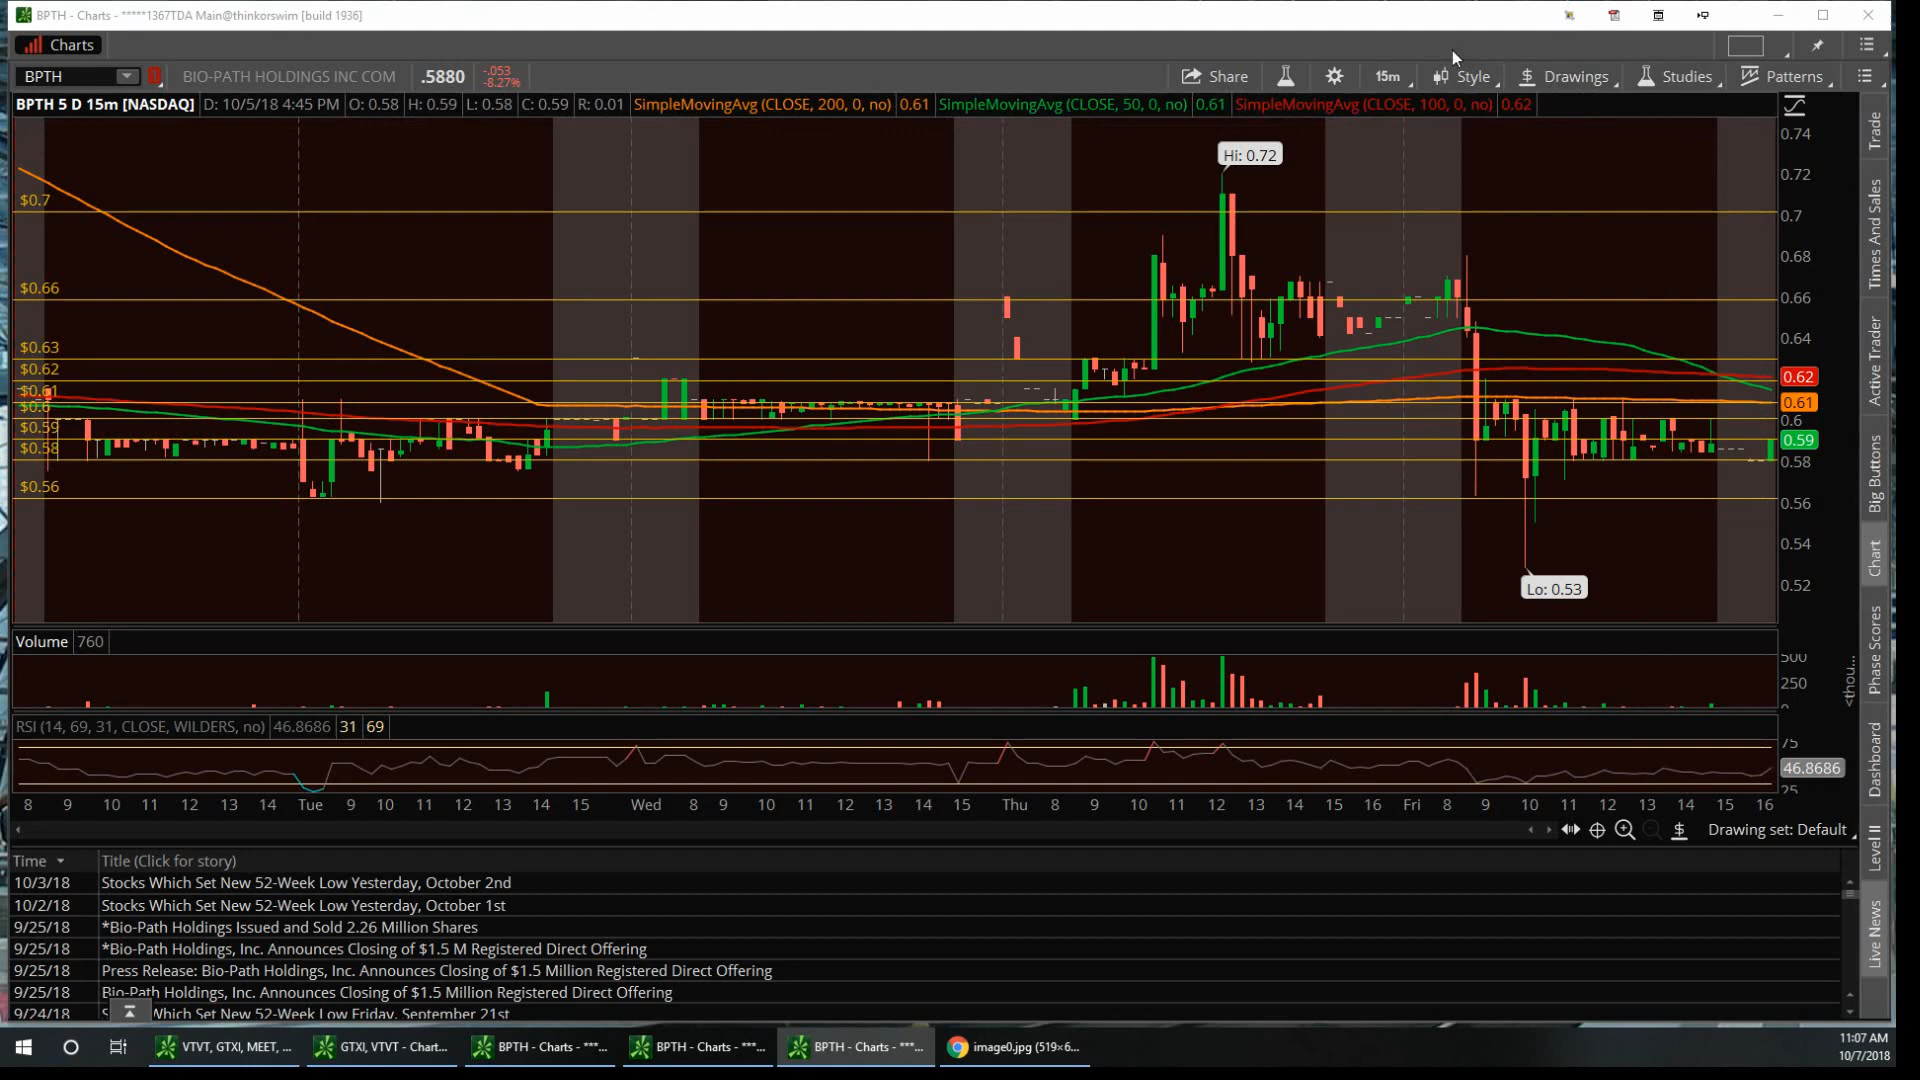 BPTH - Charts - *****1367TDA Main@thinkorswim [build 1936]
Charts
BPTH
BIO-PATH HOLDINGS INC COM
.5880
-.053
-8.27%
Share
15m
Style
Drawings
Studies
Patterns
BPTH 5 D 15m [NASDAQ]
D: 10/5/18 4:45 PM
O: 0.58
H: 0.59
L: 0.58
C: 0.59
R: 0.01
SimpleMovingAvg (CLOSE, 200, 0, no)
0.61
SimpleMovingAvg (CLOSE, 50, 0, no)
0.61
SimpleMovingAvg (CLOSE, 100, 0, no)
0.62
Hi: 0.72
Lo: 0.53
$0.7
$0.66
$0.63
$0.62
$0.61
$0.6
$0.59
$0.58
$0.56
0.74
0.72
0.7
0.68
0.66
0.64
0.62
0.61
0.6
0.59
0.58
0.56
0.54
0.52
Volume
760
500
250
0
<thou...
RSI (14, 69, 31, CLOSE, WILDERS, no)
46.8686
31
69
75
46.8686
25
8 9 10 11 12 13 14 Tue 9 10 11 12 13 14 15 Wed 8 9 10 11 12 13 14 15 Thu 8 9 10 11 12 13 14 15 16 Fri 8 9 10 11 12 13 14 15 16
Drawing set: Default
Time
Title (Click for story)
10/3/18 Stocks Which Set New 52-Week Low Yesterday, October 2nd
10/2/18 Stocks Which Set New 52-Week Low Yesterday, October 1st
9/25/18 *Bio-Path Holdings Issued and Sold 2.26 Million Shares
9/25/18 *Bio-Path Holdings, Inc. Announces Closing of $1.5 M Registered Direct Offering
9/25/18 Press Release: Bio-Path Holdings, Inc. Announces Closing of $1.5 Million Registered Direct Offering
9/25/18 Bio-Path Holdings, Inc. Announces Closing of $1.5 Million Registered Direct Offering
9/24/18 S Which Set New 52-Week Low Friday, September 21st
Trade
Times And Sales
Active Trader
Big Buttons
Chart
Phase Scores
Dashboard
Level II
Live News
VTVT, GTXI, MEET, ...
GTXI, VTVT - Chart...
BPTH - Charts - ***...
BPTH - Charts - ***...
BPTH - Charts - ***...
image0.jpg (519×6...
11:07 AM
10/7/2018